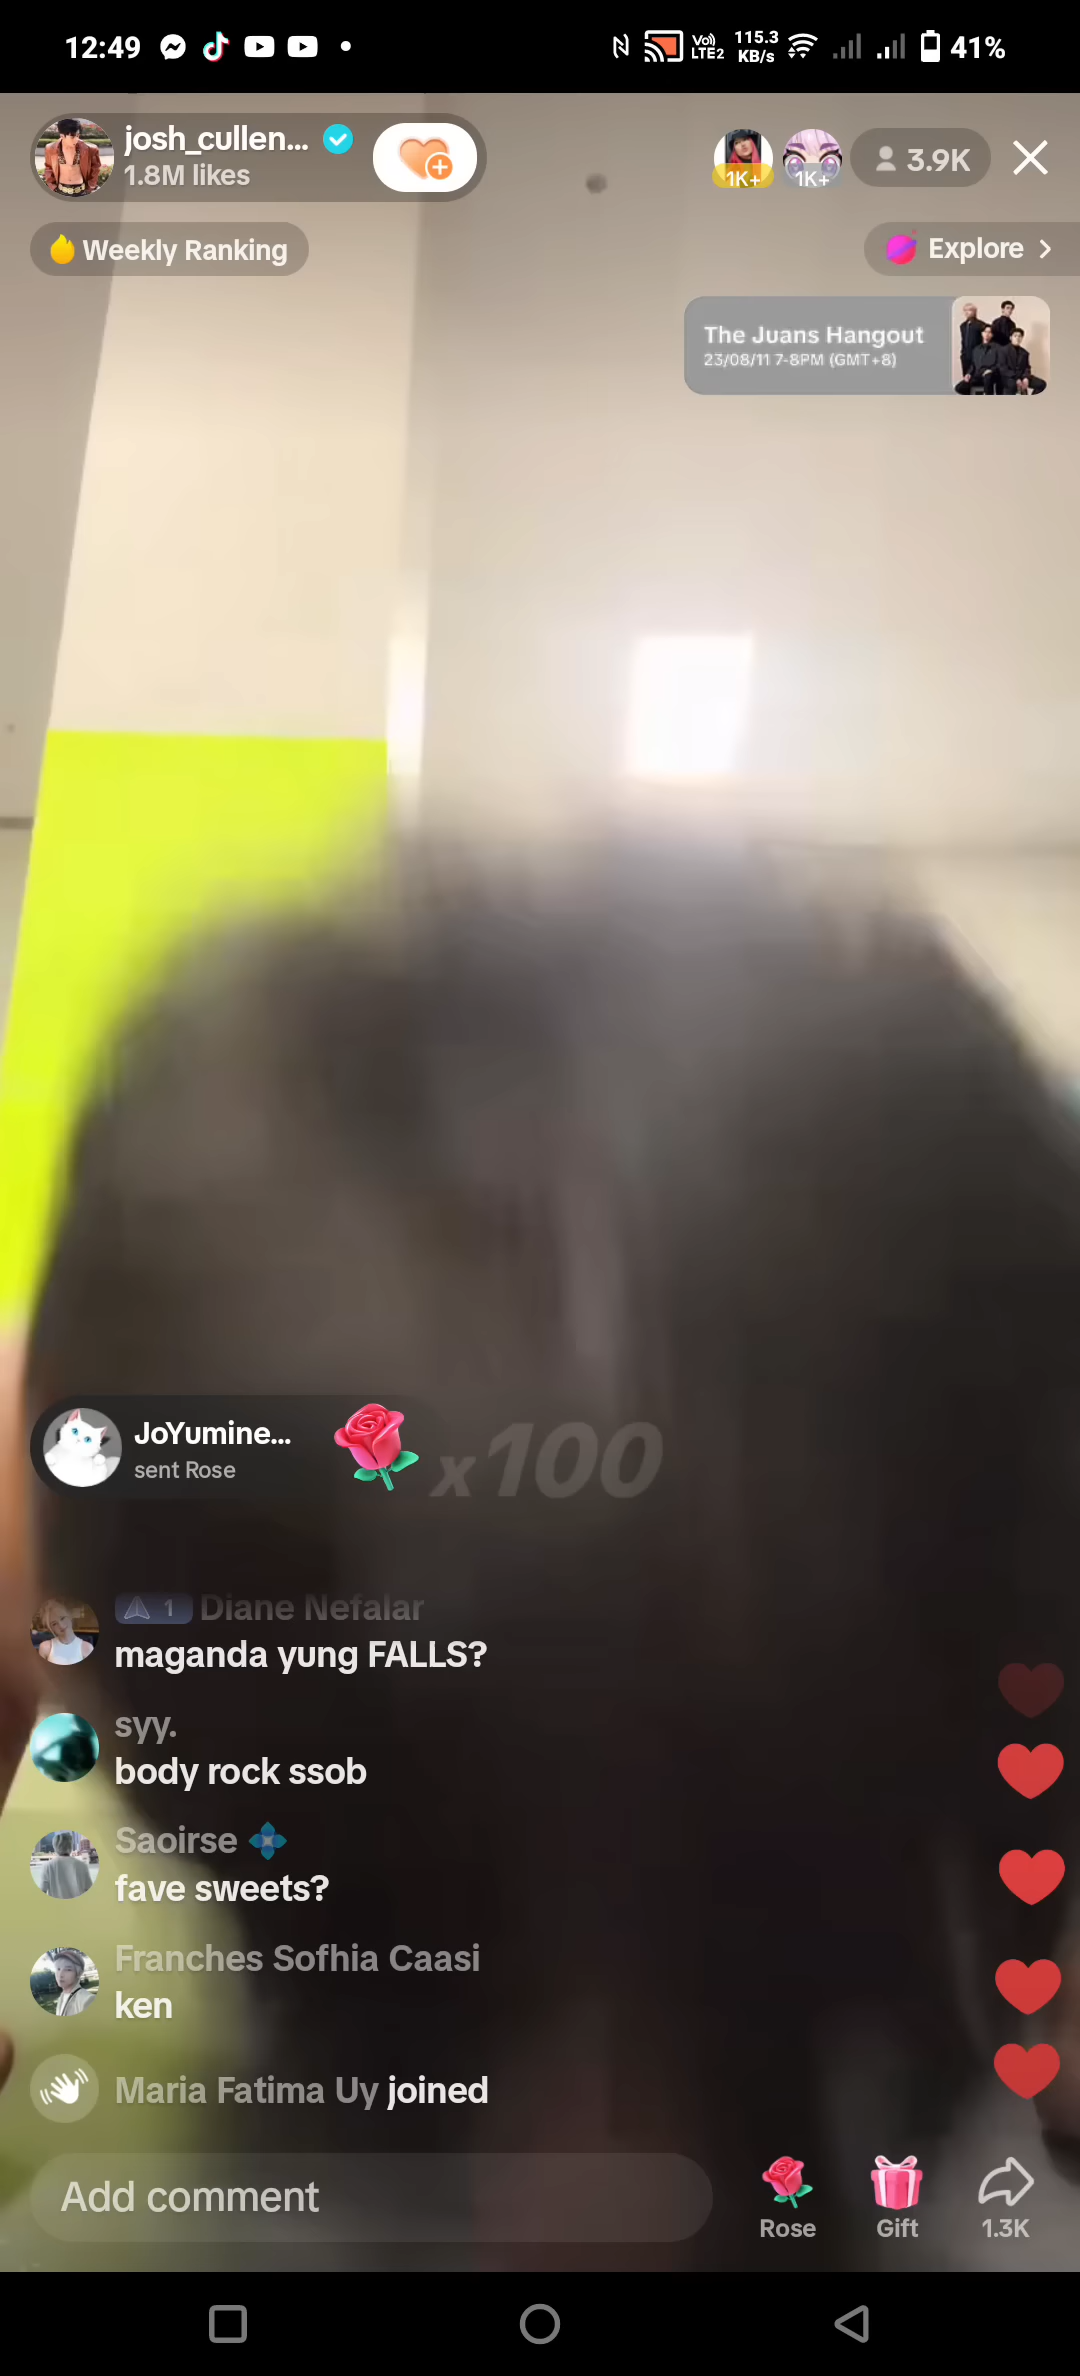 12:49
Vo)) LTE2
115.3 KB/s
41%
josh_cullen...
1.8M likes
1K+
1K+
3.9K
Weekly Ranking
Explore
The Juans Hangout
23/08/11 7-8PM (GMT+8)
JoYumine...
sent Rose
x100
1 Diane Nefalar
maganda yung FALLS?
syy.
body rock ssob
Saoirse
fave sweets?
Franches Sofhia Caasi
ken
Maria Fatima Uy joined
Add comment
Rose
Gift
1.3K